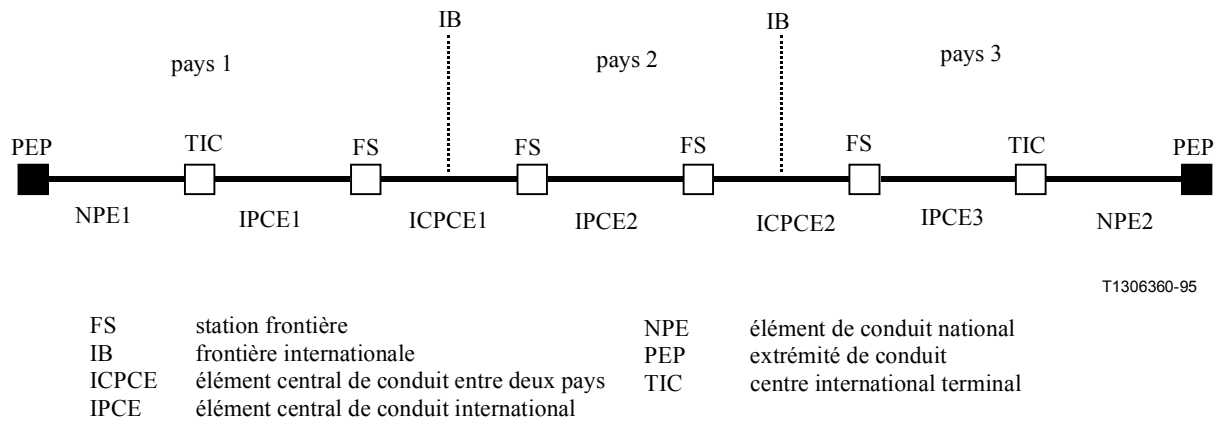 IB IB
pays 1 pays 2 pays 3
PEP TIC FS FS FS FS TIC PEP
NPE1 IPCE1 ICPCE1 IPCE2 ICPCE2 IPCE3 NPE2
T1306360-95
FS station frontière
IB frontière internationale
ICPCE élément central de conduit entre deux pays
IPCE élément central de conduit international
NPE élément de conduit national
PEP extrémité de conduit
TIC centre international terminal